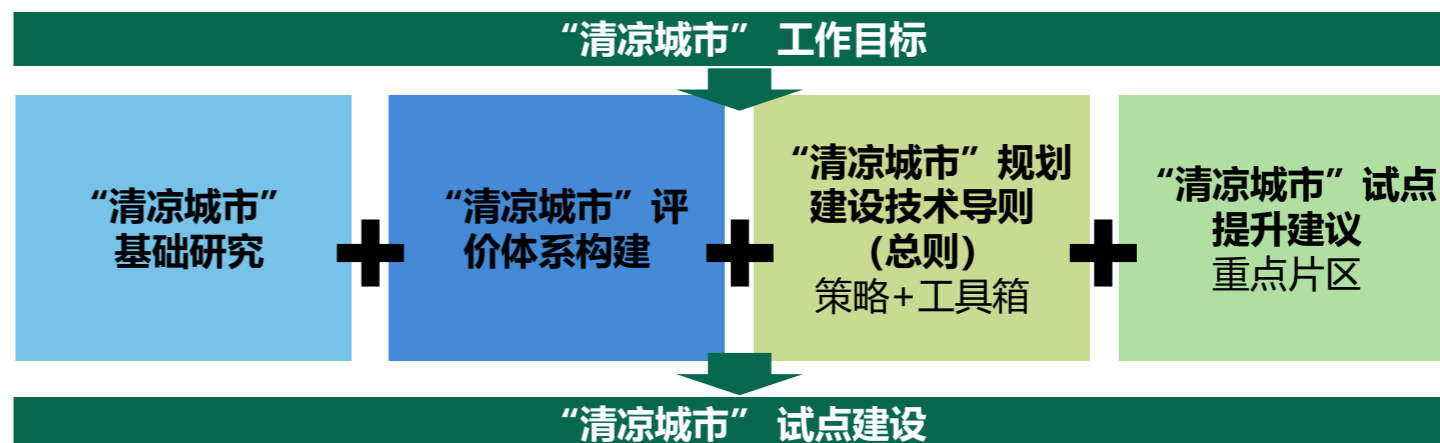 “清凉城市” 工作目标
“清凉城市”
基础研究
“清凉城市”评
价体系构建
“清凉城市”规划
建设技术导则
（总则）
策略+工具箱
“清凉城市”试点
提升建议
重点片区
“清凉城市” 试点建设